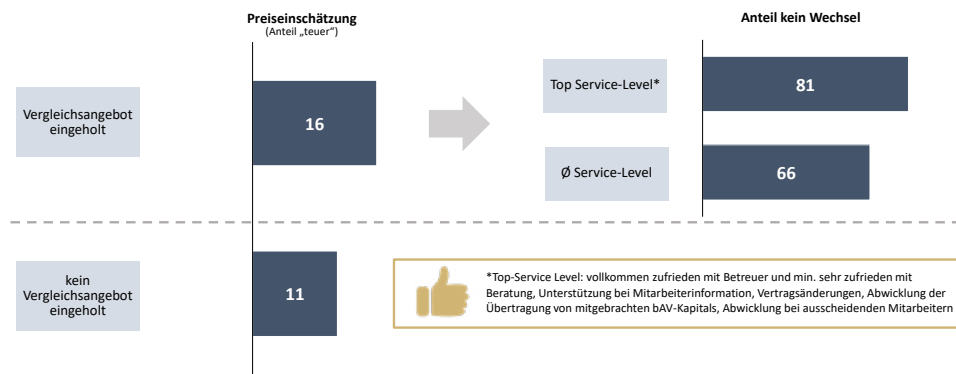 Preiseinschätzung
(Anteil „teuer“)
Anteil kein Wechsel
Vergleichsangebot
eingeholt
16
Top Service-Level*
81
Ø Service-Level
66
kein
Vergleichsangebot
eingeholt
11
*Top-Service Level: vollkommen zufrieden mit Betreuer und min. sehr zufrieden mit
Beratung, Unterstützung bei Mitarbeiterinformation, Vertragsänderungen, Abwicklung der
Übertragung von mitgebrachten bAV-Kapitals, Abwicklung bei ausscheidenden Mitarbeitern